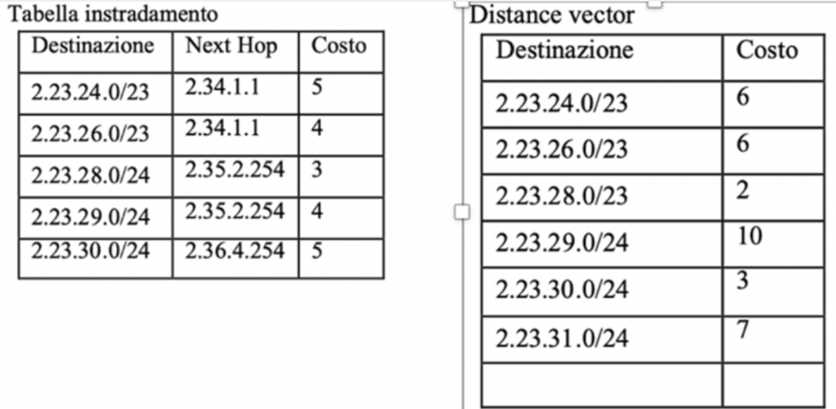 Tabella instradamento
Destinazione Next Hop Costo
2.23.24.0/23 2.34.1.1 5
2.23.26.0/23 2.34.1.1 4
2.23.28.0/24 2.35.2.254 3
2.23.29.0/24 2.35.2.254 4
2.23.30.0/24 2.36.4.254 5
Distance vector
Destinazione Costo
2.23.24.0/23 6
2.23.26.0/23 6
2.23.28.0/23 2
2.23.29.0/24 10
2.23.30.0/24 3
2.23.31.0/24 7